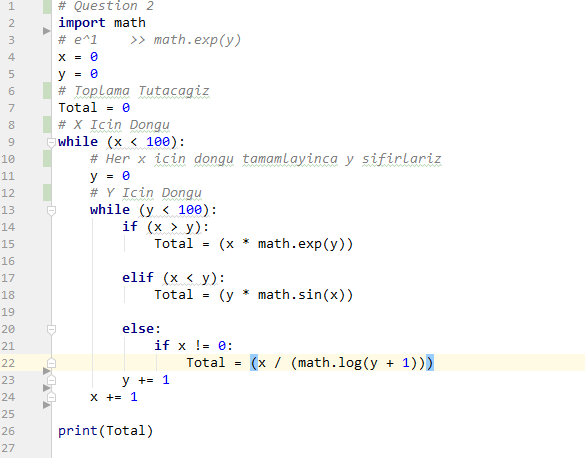 1 # Question 2
2 import math
3 # e^1    >> math.exp(y)
4 x = 0
5 y = 0
6 # Toplama Tutacagiz
7 Total = 0
8 # X Icin Dongu
9 while (x < 100):
10     # Her x icin dongu tamamlayinca y sifirlariz
11     y = 0
12     # Y Icin Dongu
13     while (y < 100):
14         if (x > y):
15             Total = (x * math.exp(y))
16
17         elif (x < y):
18             Total = (y * math.sin(x))
19
20         else:
21             if x != 0:
22                 Total = (x / (math.log(y + 1)))
23         y += 1
24     x += 1
25
26 print(Total)
27